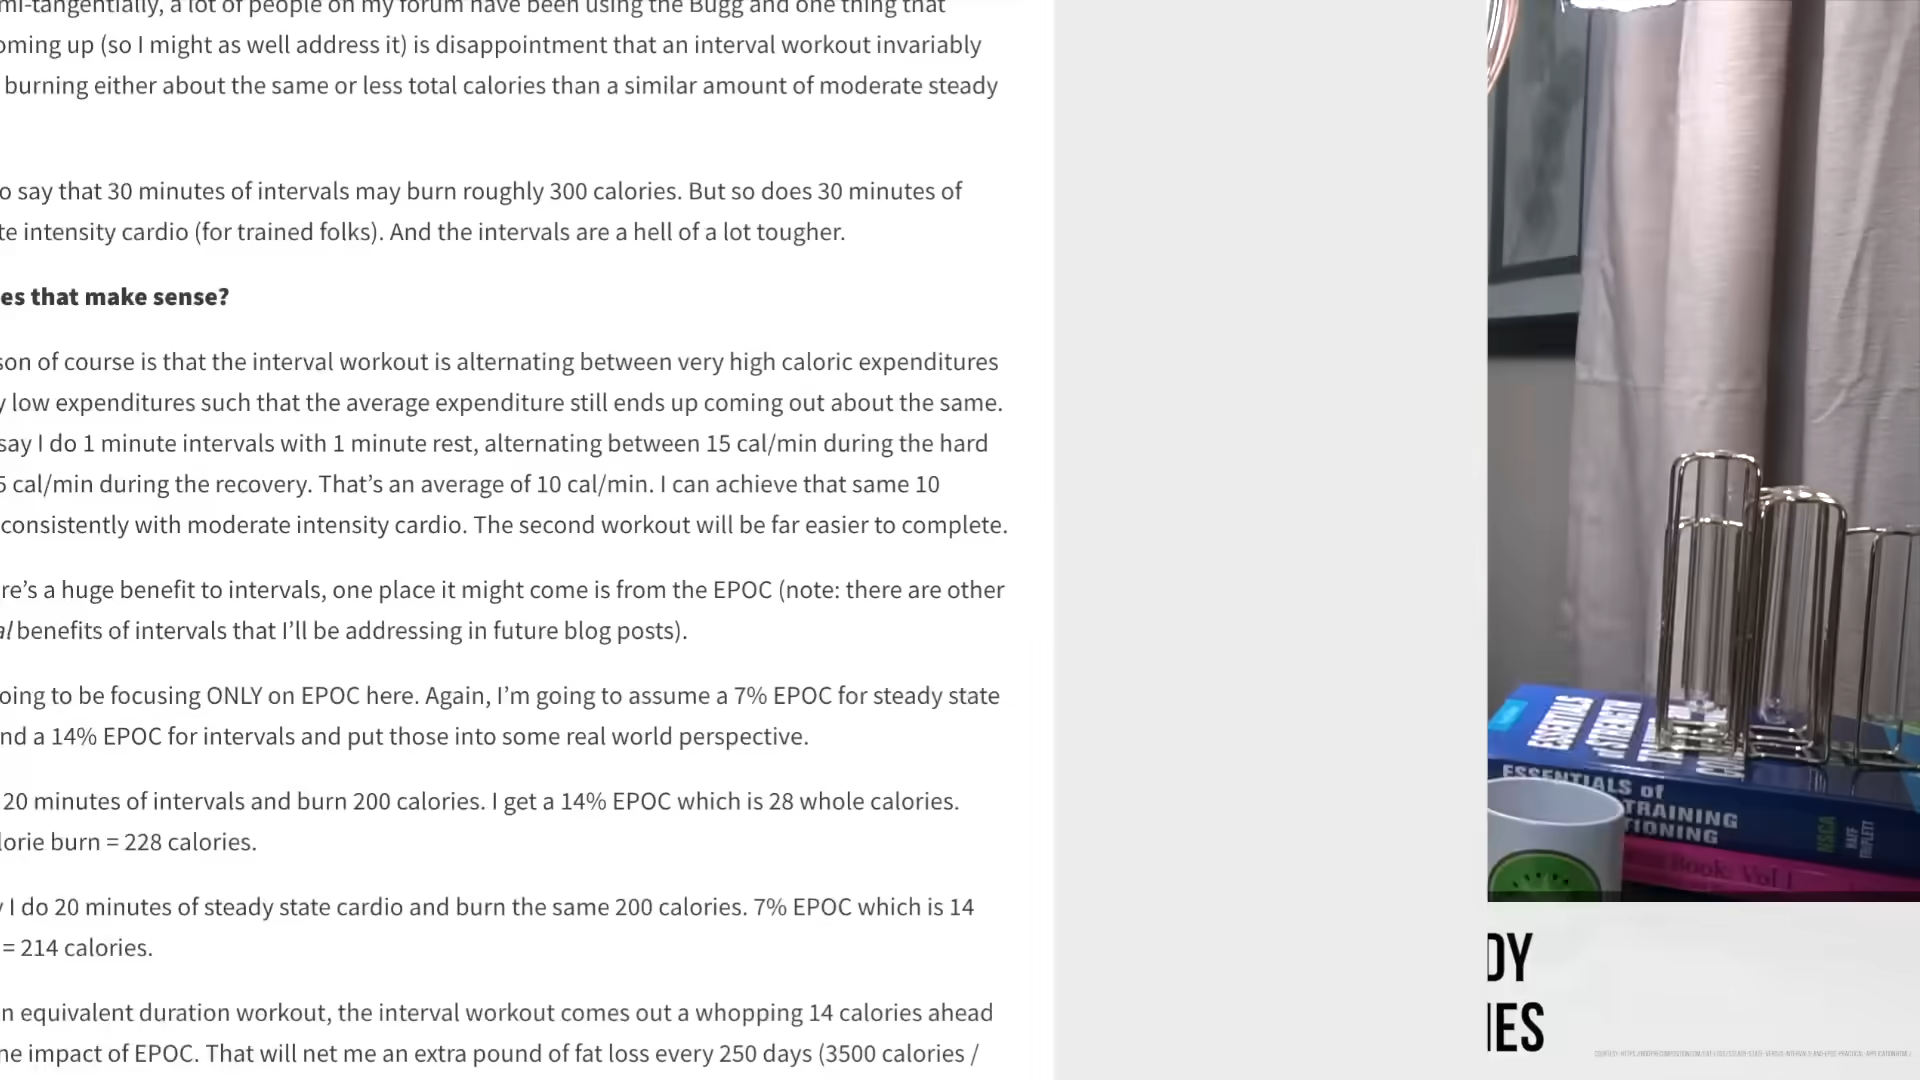 mi-tangentially, a lot of people on my forum have been using the Bugg and one thing that
oming up (so I might as well address it) is disappointment that an interval workout invariably
burning either about the same or less total calories than a similar amount of moderate steady
o say that 30 minutes of intervals may burn roughly 300 calories. But so does 30 minutes of
te intensity cardio (for trained folks). And the intervals are a hell of a lot tougher.
es that make sense?
son of course is that the interval workout is alternating between very high caloric expenditures
y low expenditures such that the average expenditure still ends up coming out about the same.
say I do 1 minute intervals with 1 minute rest, alternating between 15 cal/min during the hard
5 cal/min during the recovery. That’s an average of 10 cal/min. I can achieve that same 10
consistently with moderate intensity cardio. The second workout will be far easier to complete.
re’s a huge benefit to intervals, one place it might come is from the EPOC (note: there are other
al benefits of intervals that I’ll be addressing in future blog posts).
oing to be focusing ONLY on EPOC here. Again, I’m going to assume a 7% EPOC for steady state
nd a 14% EPOC for intervals and put those into some real world perspective.
20 minutes of intervals and burn 200 calories. I get a 14% EPOC which is 28 whole calories.
lorie burn = 228 calories.
y I do 20 minutes of steady state cardio and burn the same 200 calories. 7% EPOC which is 14
= 214 calories.
n equivalent duration workout, the interval workout comes out a whopping 14 calories ahead
ne impact of EPOC. That will net me an extra pound of fat loss every 250 days (3500 calories /
ESSENTIALS
of STRENGTH
ESSENTIALS of
TRAINING
TIONING
NSCA
HAFF
TRIPLETT
Book: Vol 1
DY
IES